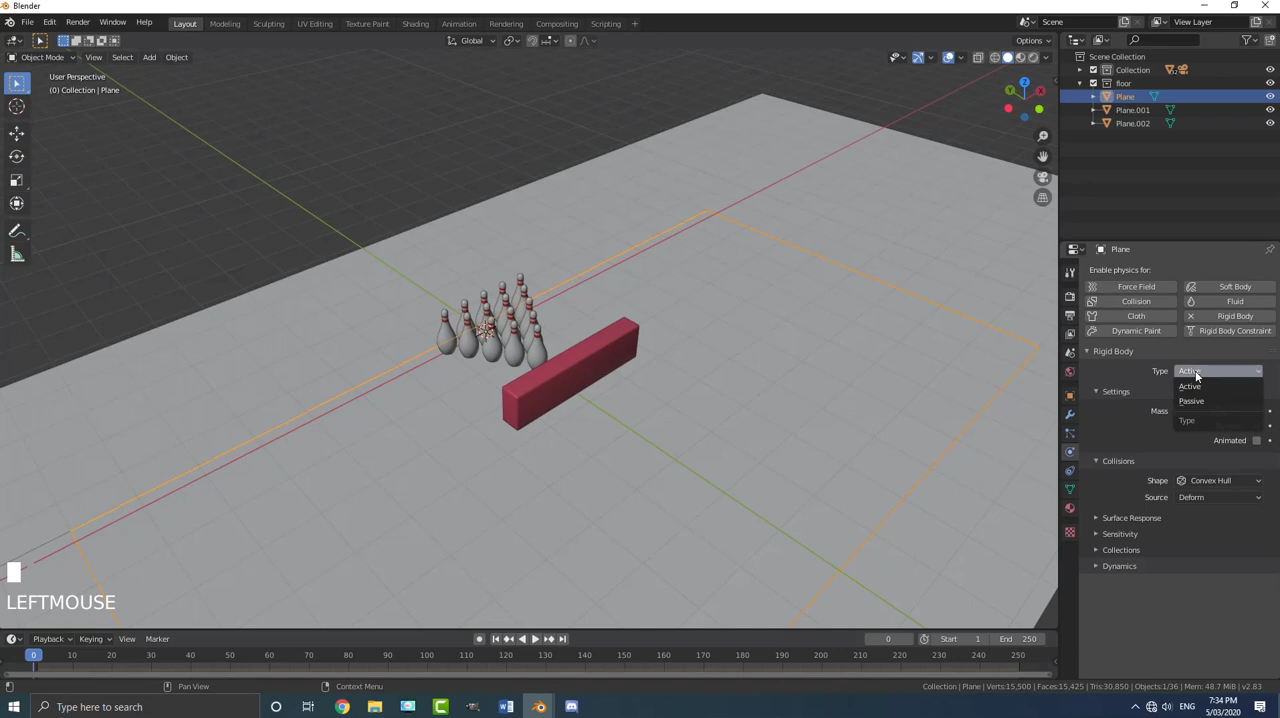 Blender
File Edit Render Window Help
Layout Modeling Sculpting UV Editing Texture Paint Shading Animation Rendering Compositing Scripting +
Scene
View Layer
Global
Options
Object Mode View Select Add Object
User Perspective
(0) Collection | Plane
Z
Y
X
Scene Collection
Collection
floor
Plane
Plane.001
Plane.002
Plane
Enable physics for:
Force Field
Soft Body
Collision
Fluid
Cloth
Rigid Body
Dynamic Paint
Rigid Body Constraint
Rigid Body
Type Active
Active
Passive
Type
Settings
Mass
Animated
Collisions
Shape Convex Hull
Source Deform
Surface Response
Sensitivity
Collections
Dynamics
LEFTMOUSE
Playback Keying View Marker
0
Start 1 End 250
0 10 20 30 40 50 60 70 80 90 100 110 120 130 140 150 160 170 180 190 200 210 220 230 240 250
Pan View
Context Menu
Collection | Plane | Verts:15,500 | Faces:15,425 | Tris:30,850 | Objects:1/36 | Mem: 48.7 MiB | v2.83
Type here to search
ENG
7:34 PM
5/03/2020